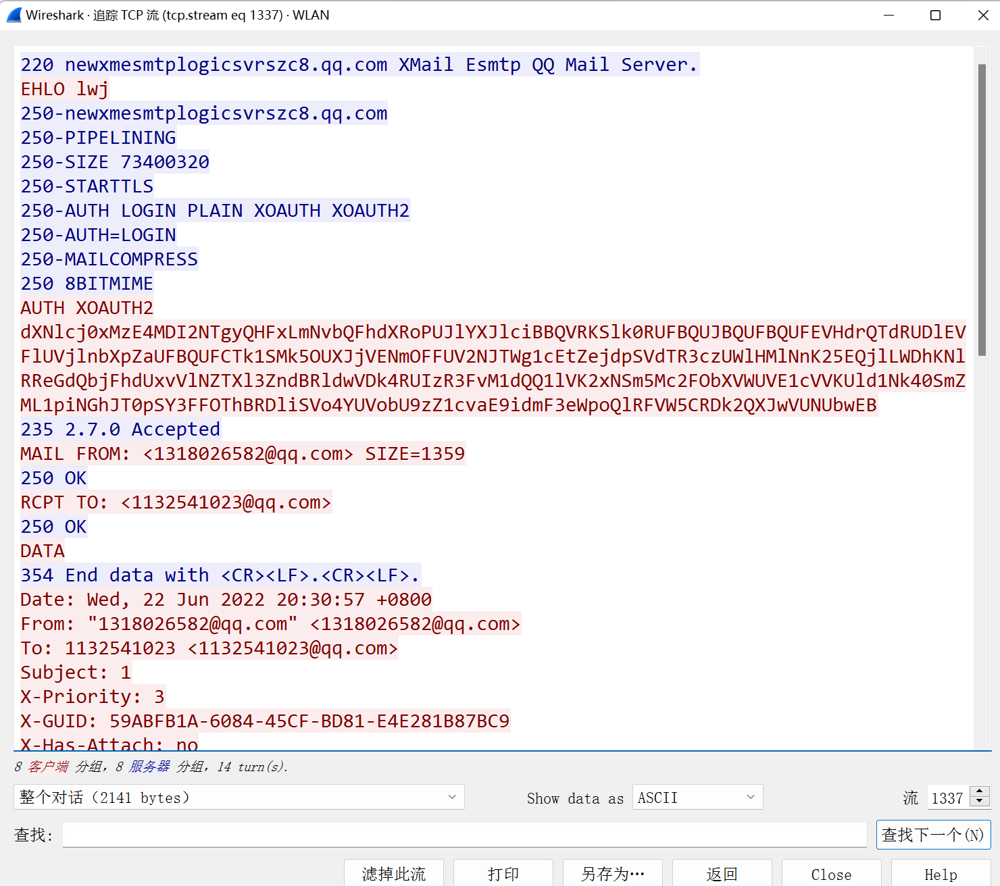 Wireshark · 追踪 TCP 流 (tcp.stream eq 1337) · WLAN
220 newxmesmtplogicsvrszc8.qq.com XMail Esmtp QQ Mail Server.
EHLO lwj
250-newxmesmtplogicsvrszc8.qq.com
250-PIPELINING
250-SIZE 73400320
250-STARTTLS
250-AUTH LOGIN PLAIN XOAUTH XOAUTH2
250-AUTH=LOGIN
250-MAILCOMPRESS
250 8BITMIME
AUTH XOAUTH2
dXNlcj0xMzE4MDI2NTgyQHFxLmNvbQFhdXRoPUJlYXJlciBBQVRKSlk0RUFBQUJBQUFBQUFEVHdrQTdRUDlEV
FlUVjlnbXpZaUFBQUFCTk1SMk5OUXJjVENmOFFUV2NJTWg1cEtZejdpSVdTR3czUWlHMlNnK25EQjlLWDhKNl
RReGdQbjFhdUxvVlNZTXl3ZndBRldwVDk4RUIzR3FvM1dQQ1lVK2xNSm5Mc2FObXVWUVE1cVVKUld1Nk40SmZ
ML1piNGhJT0pSY3FFOThBRDliSVo4YUVobU9zZ1cvaE9idmF3eWpoQlRFVW5CRDk2QXJwVUNUbwEB
235 2.7.0 Accepted
MAIL FROM: <1318026582@qq.com> SIZE=1359
250 OK
RCPT TO: <1132541023@qq.com>
250 OK
DATA
354 End data with <CR><LF>.<CR><LF>.
Date: Wed, 22 Jun 2022 20:30:57 +0800
From: "1318026582@qq.com" <1318026582@qq.com>
To: 1132541023 <1132541023@qq.com>
Subject: 1
X-Priority: 3
X-GUID: 59ABFB1A-6084-45CF-BD81-E4E281B87BC9
X-Has-Attach: no
8 客户端 分组，8 服务器 分组，14 turn(s).
整个对话（2141 bytes）
Show data as
ASCII
流
1337
查找:
查找下一个(N)
滤掉此流
打印
另存为…
返回
Close
Help